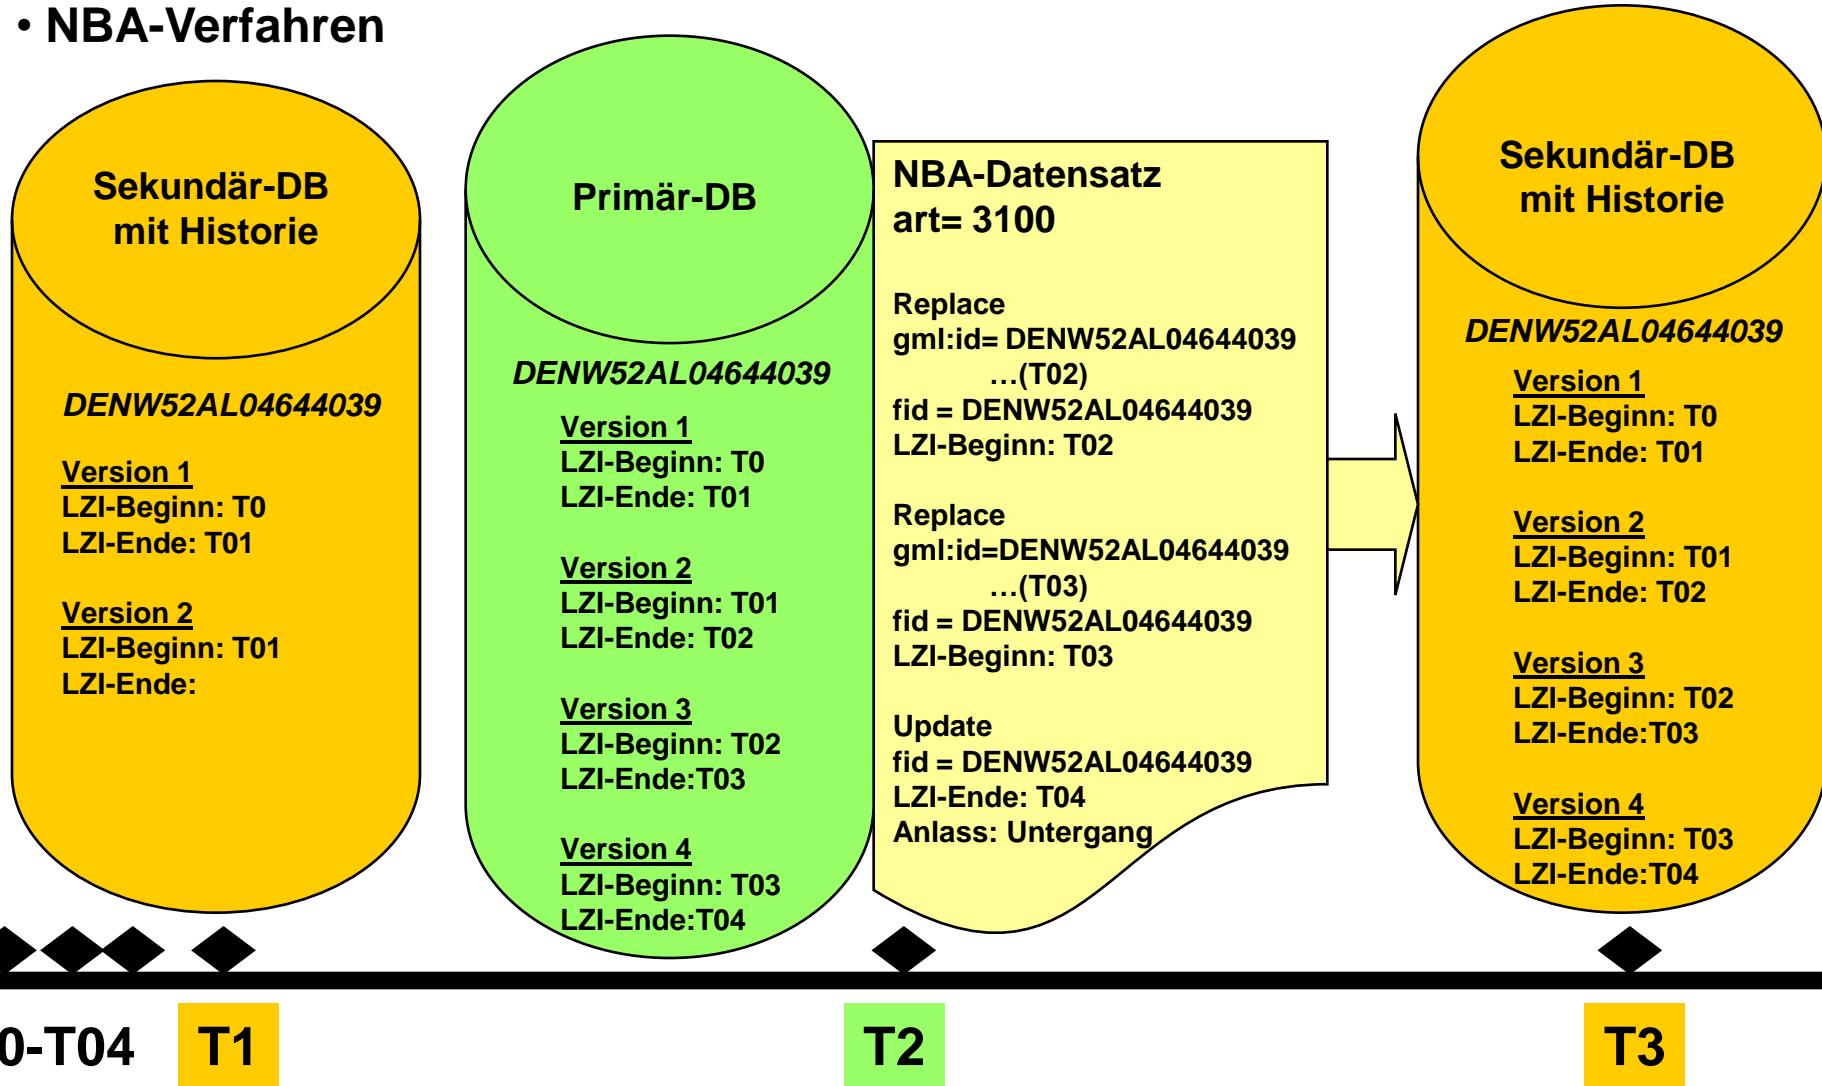 • NBA-Verfahren
Sekundär-DB
mit Historie
DENW52AL04644039
Version 1
LZI-Beginn: T0
LZI-Ende: T01
Version 2
LZI-Beginn: T01
LZI-Ende:
Primär-DB
DENW52AL04644039
Version 1
LZI-Beginn: T0
LZI-Ende: T01
Version 2
LZI-Beginn: T01
LZI-Ende: T02
Version 3
LZI-Beginn: T02
LZI-Ende:T03
Version 4
LZI-Beginn: T03
LZI-Ende:T04
NBA-Datensatz
art= 3100
Replace
gml:id= DENW52AL04644039
…(T02)
fid = DENW52AL04644039
LZI-Beginn: T02
Replace
gml:id=DENW52AL04644039
…(T03)
fid = DENW52AL04644039
LZI-Beginn: T03
Update
fid = DENW52AL04644039
LZI-Ende: T04
Anlass: Untergang
Sekundär-DB
mit Historie
DENW52AL04644039
Version 1
LZI-Beginn: T0
LZI-Ende: T01
Version 2
LZI-Beginn: T01
LZI-Ende: T02
Version 3
LZI-Beginn: T02
LZI-Ende:T03
Version 4
LZI-Beginn: T03
LZI-Ende:T04
0-T04
T1
T2
T3